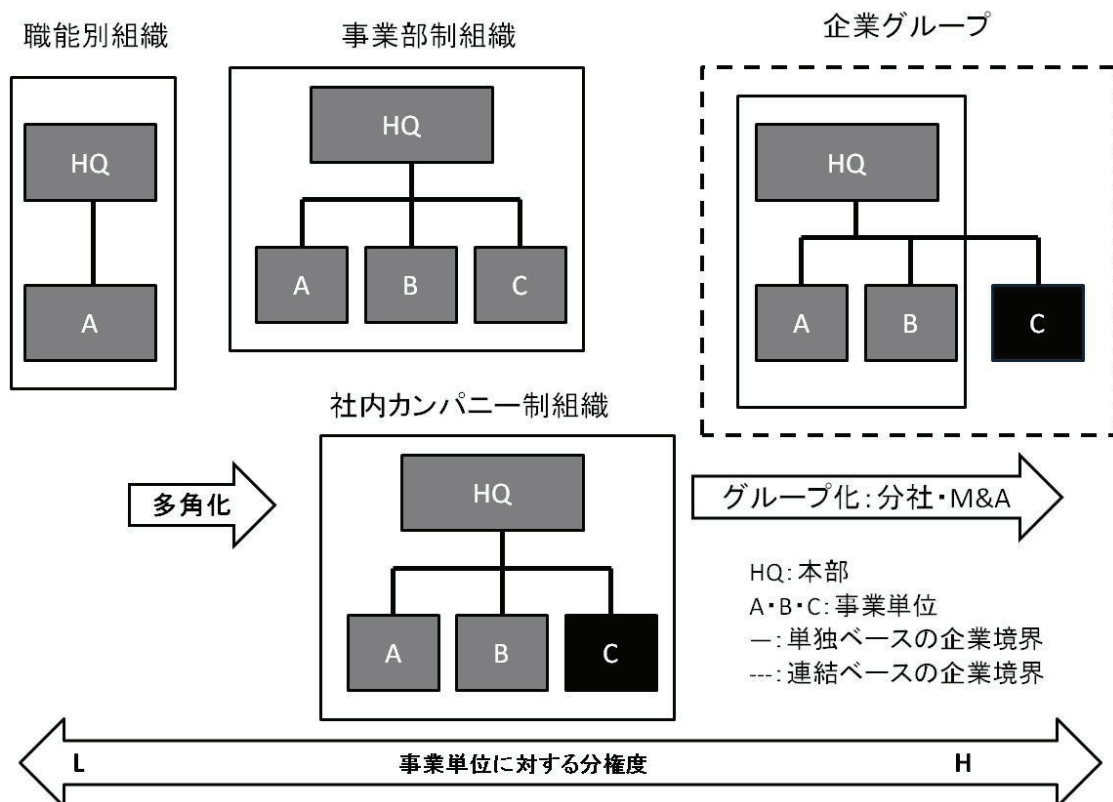 職能別組織
HQ
A
事業部制組織
HQ
A
B
C
企業グループ
HQ
A
B
C
社内カンパニー制組織
HQ
A
B
C
多角化
グループ化:分社・M&A
HQ:本部
A・B・C:事業単位
―:単独ベースの企業境界
---:連結ベースの企業境界
L
事業単位に対する分権度
H